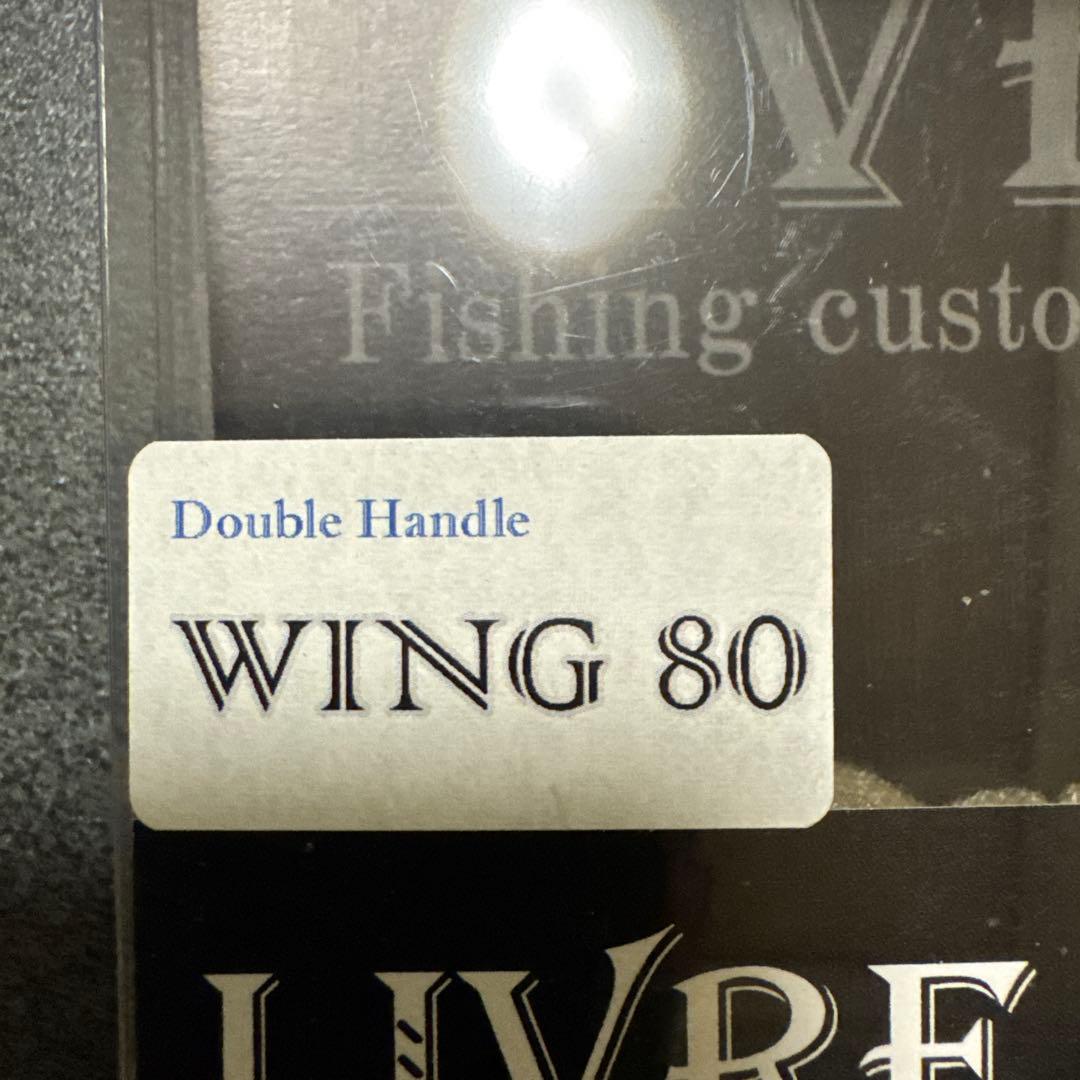 Fishing custo
Double Handle
WING 80
LIVRE